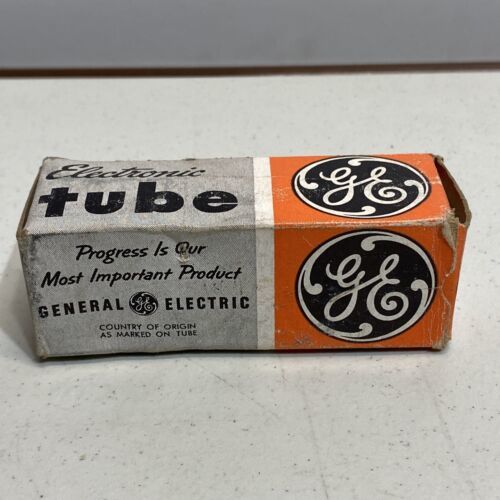 Electronic
tube
GE
Progress Is Our
Most Important Product
GENERAL GE ELECTRIC
COUNTRY OF ORIGIN
AS MARKED ON TUBE
GE